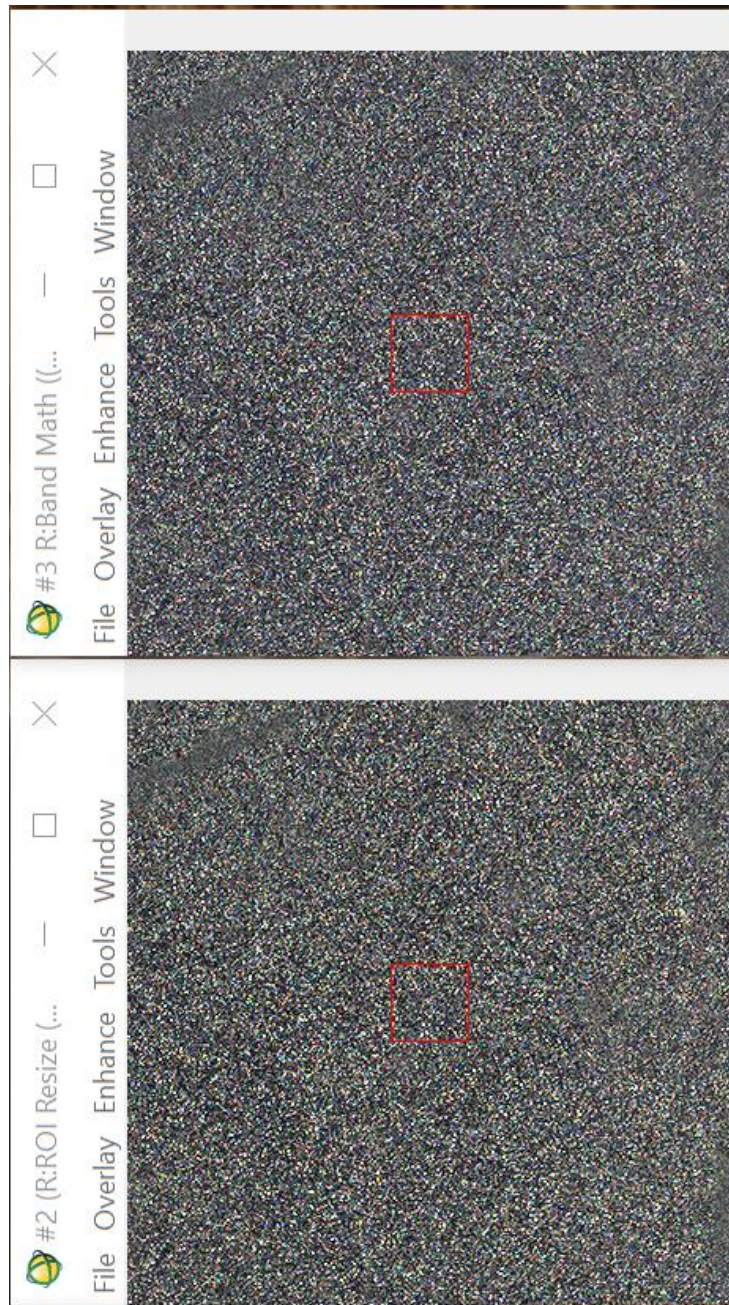 #2 (R:ROI Resize (...
File Overlay Enhance Tools Window
#3 R:Band Math ((...
File Overlay Enhance Tools Window